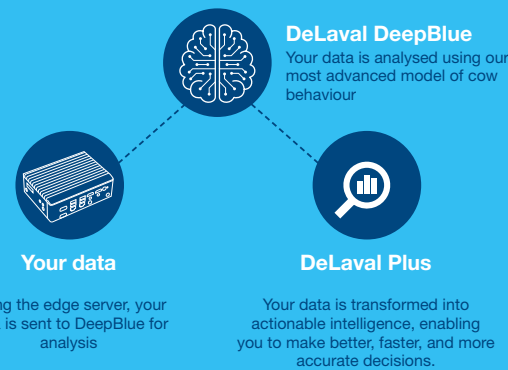 DeLaval DeepBlue
Your data is analysed using our
most advanced model of cow
behaviour
Your data
DeLaval Plus
the edge server, your
is sent to DeepBlue for
analysis
Your data is transformed into
actionable intelligence, enabling
you to make better, faster, and more
accurate decisions.